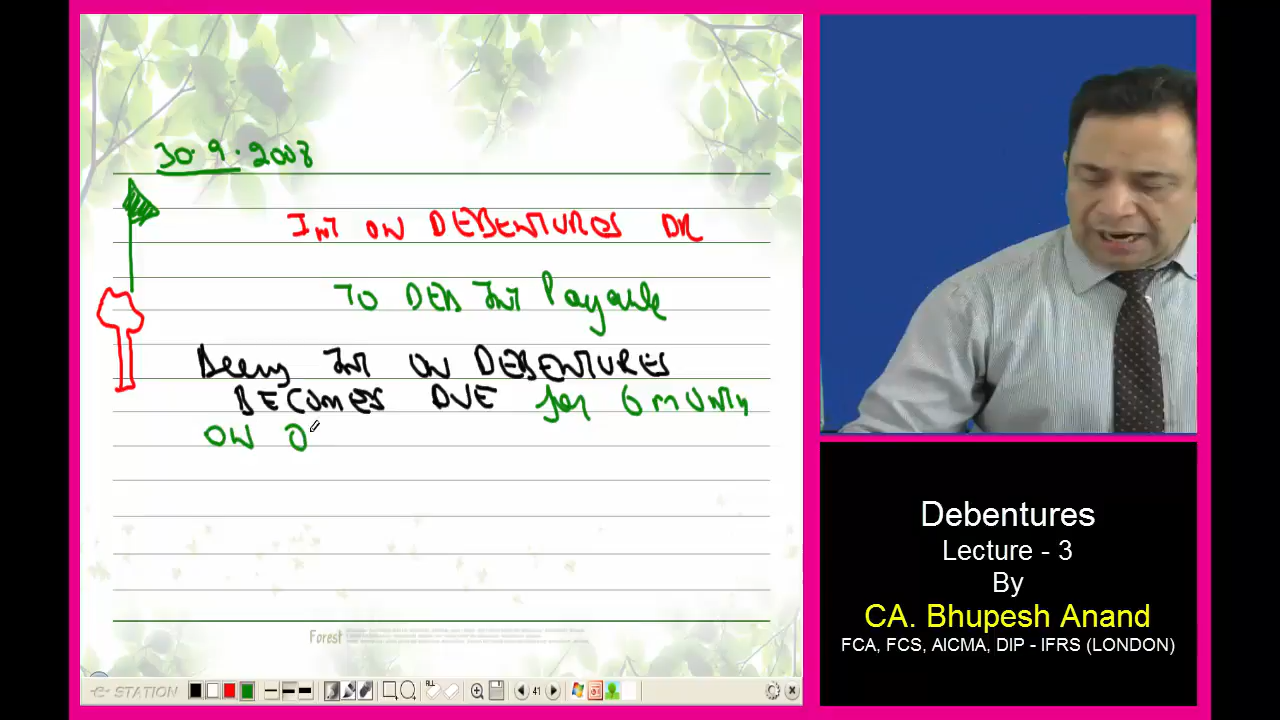 30.9.2008
INT ON DEBENTURES DR
TO DEB INT Payable
Being INT ON DEBENTURES
BECOMES DUE for 6 MONTH
ON O
Forest
e-STATION
ALL
41
Debentures
Lecture - 3
By
CA. Bhupesh Anand
FCA, FCS, AICMA, DIP - IFRS (LONDON)